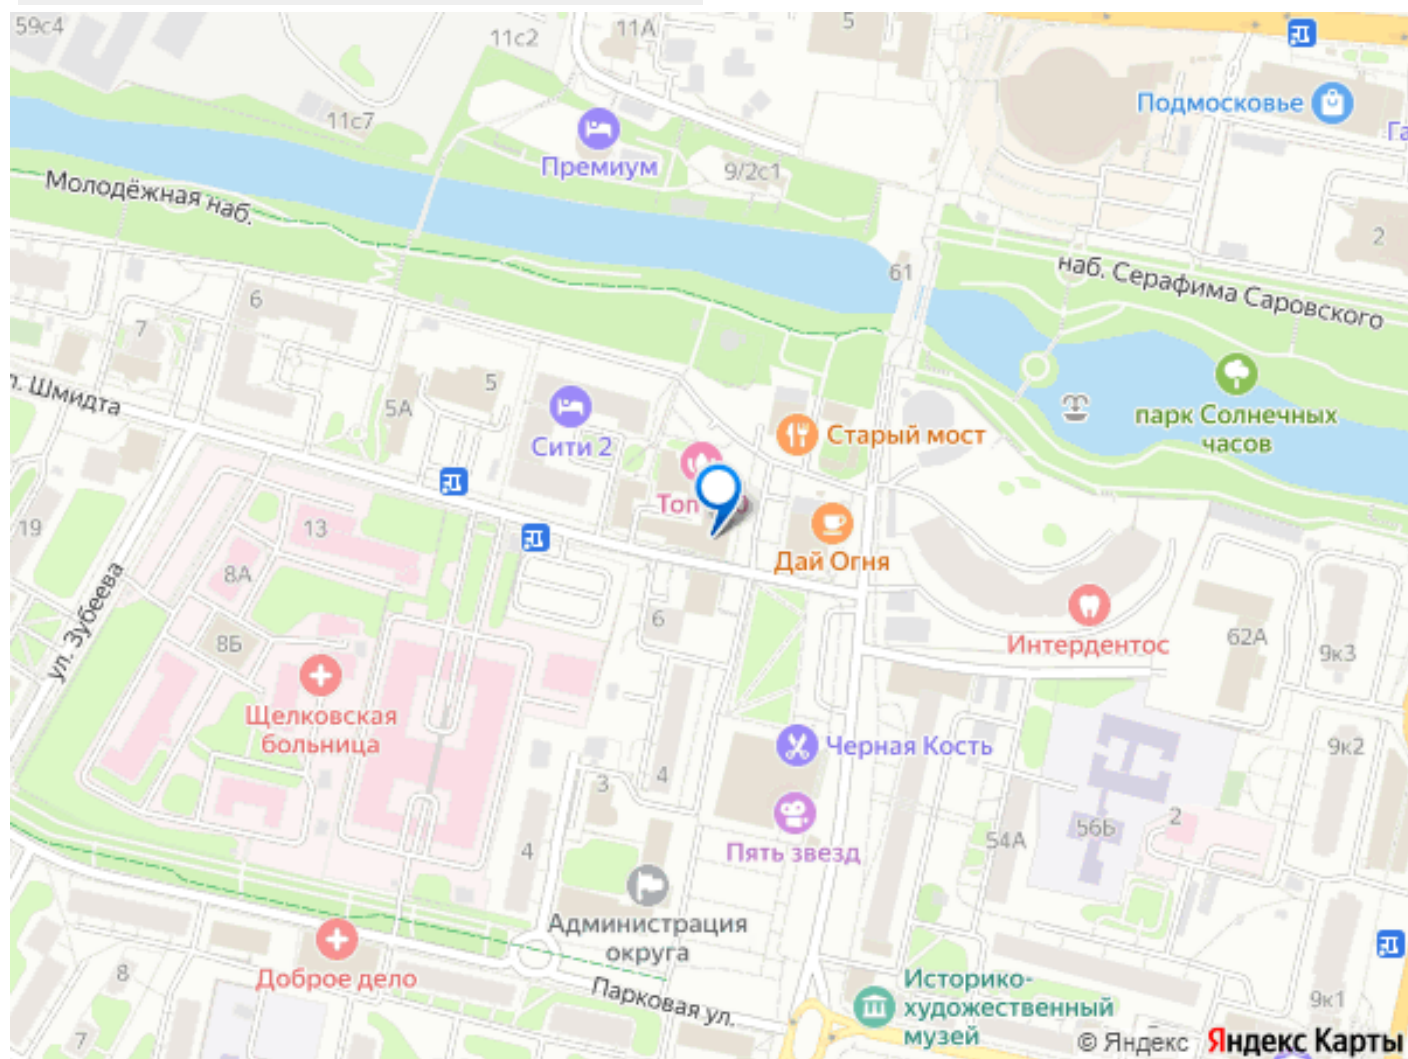 59с4
11с2
11А
5
Подмосковье
11с7
Премиум
9/2с1
Молодёжная наб.
2
61
наб. Серафима Саровского
6
7
5
5А
л. Шмидта
парк Солнечных
часов
Старый мост
Сити 2
Топ
19
13
Дай Огня
8А
ул. Зубеева
6
8Б
Интердентос
62А
9к3
Щелковская
больница
Черная Кость
9к2
3
4
2
56Б
54А
4
Пять звезд
Администрация
округа
8
Доброе дело
Парковая ул.
Историко-
художественный
музей
9к1
7
© Яндекс Яндекс Карты